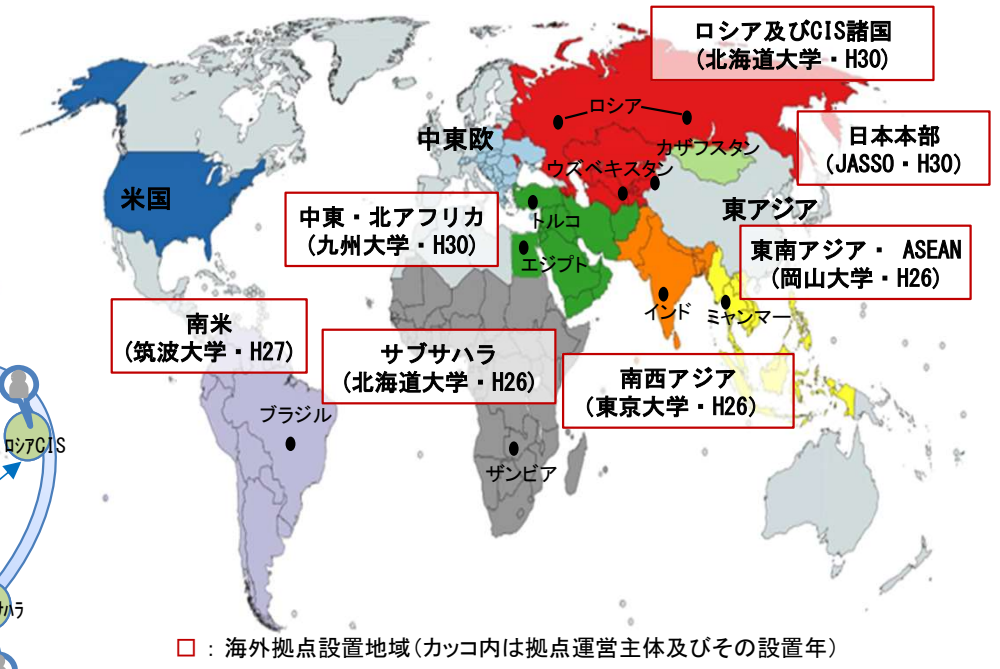 ロシア及びCIS諸国
(北海道大学・H30)
ロシア
中東欧
日本本部
(JASSO・H30)
カザフスタン
ウズベキスタン
米国
中東・北アフリカ
(九州大学・H30)
トルコ
東アジア
エジプト
東南アジア・ ASEAN
(岡山大学・H26)
インド
ミャンマー
南米
(筑波大学・H27)
サブサハラ
(北海道大学・H26)
南西アジア
(東京大学・H26)
ブラジル
ロシアCIS
ザンビア
ハラ
□ : 海外拠点設置地域(カッコ内は拠点運営主体及びその設置年)